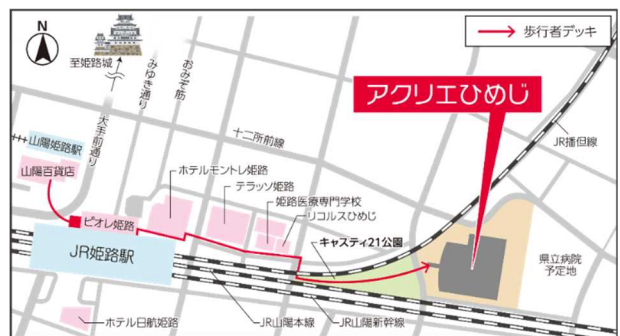 N
歩行者デッキ
至姫路城
みゆき通り
おみぞ筋
アクリエひめじ
大手前通り
十二所前線
JR播但線
山陽姫路駅
山陽百貨店
ホテルモントレ姫路
テラッソ姫路
姫路医療専門学校
リコルスひめじ
ピオレ姫路
キャスティ21公園
JR姫路駅
県立病院
予定地
ホテル日航姫路
JR山陽本線
JR山陽新幹線